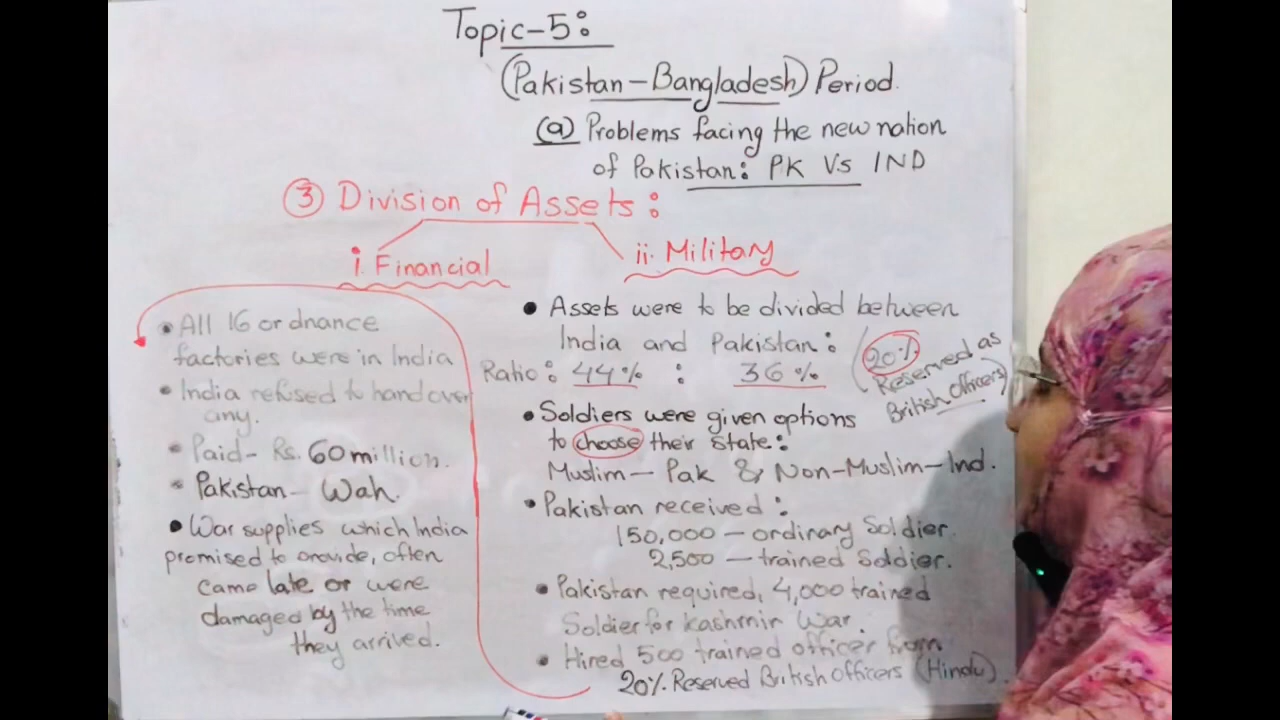 Topic-5:
(Pakistan-Bangladesh) Period.
(a) Problems facing the new nation
of Pakistan: PK Vs IND
③ Division of Assets:
i. Financial
ii. Military
• Assets were to be divided between
India and Pakistan:
Ratio: 44% : 36%
(20%
Reserved as
British Officers)
• Soldiers were given options
to choose their state:
Muslim - Pak & Non-Muslim - Ind.
• Pakistan received:
150,000 - ordinary Soldier.
2,500 - trained Soldier.
• Pakistan required, 4,000 trained
Soldier for Kashmir War.
• Hired 500 trained officer from
20% Reserved British Officers (Hindu).
• All 16 ordnance
factories were in India
• India refused to hand over
any.
• Paid - Rs. 60 million.
• Pakistan - Wah.
• War supplies which India
promised to provide, often
came late or were
damaged by the time
they arrived.